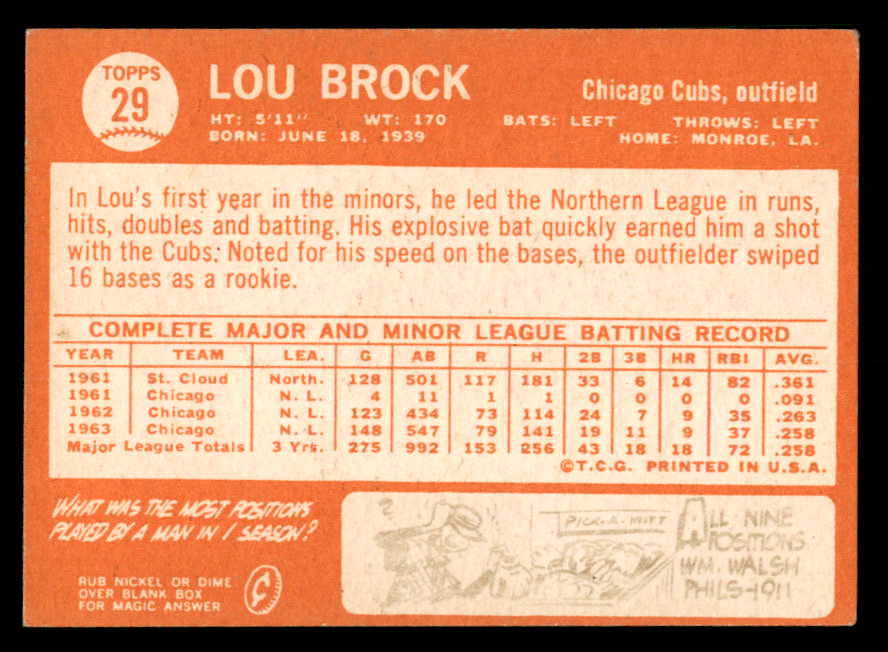 TOPPS
29
LOU BROCK
Chicago Cubs, outfield
HT: 5'11" WT: 170 BATS: LEFT THROWS: LEFT
BORN: JUNE 18, 1939 HOME: MONROE, LA.
In Lou's first year in the minors, he led the Northern League in runs,
hits, doubles and batting. His explosive bat quickly earned him a shot
with the Cubs. Noted for his speed on the bases, the outfielder swiped
16 bases as a rookie.
COMPLETE MAJOR AND MINOR LEAGUE BATTING RECORD
YEAR TEAM LEA. G AB R H 2B 3B HR RBI AVG.
1961 St. Cloud North. 128 501 117 181 33 6 14 82 .361
1961 Chicago N. L. 4 11 1 1 0 0 0 0 .091
1962 Chicago N. L. 123 434 73 114 24 7 9 35 .263
1963 Chicago N. L. 148 547 79 141 19 11 9 37 .258
Major League Totals 3 Yrs. 275 992 153 256 43 18 18 72 .258
©T.C.G. PRINTED IN U.S.A.
WHAT WAS THE MOST POSITIONS
PLAYED BY A MAN IN 1 SEASON?
RUB NICKEL OR DIME
OVER BLANK BOX
FOR MAGIC ANSWER
?
PICK-A-MITT
ALL NINE
POSITIONS
WM. WALSH
PHILS-1911